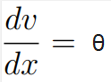 dv/dx = θ